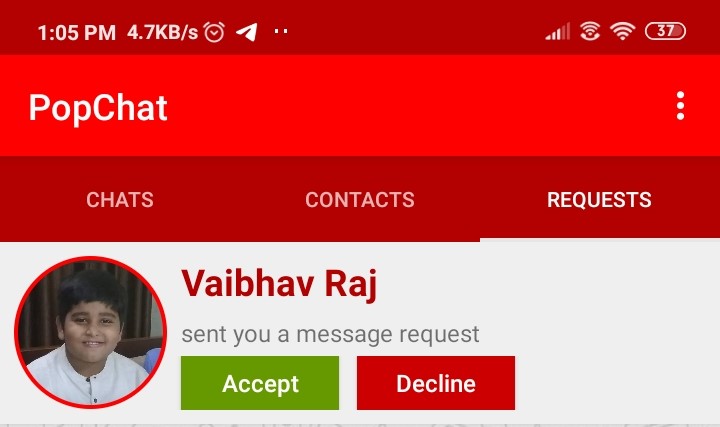 1:05 PM 4.7KB/s 37
PopChat
CHATS CONTACTS REQUESTS
Vaibhav Raj
sent you a message request
Accept Decline